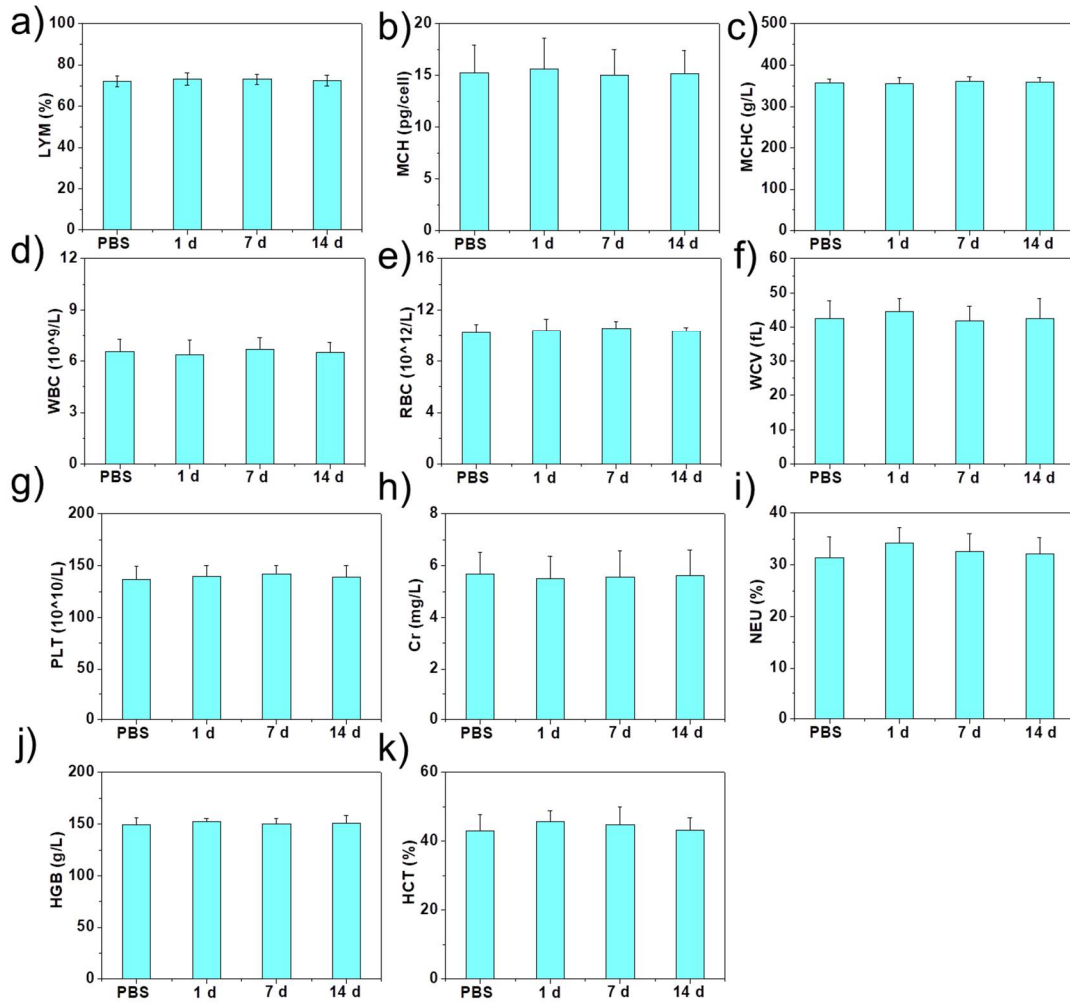 a)
LYM (%)
100
80
60
40
20
0
PBS 1 d 7 d 14 d
b)
MCH (pg/cell)
20
15
10
5
0
PBS 1 d 7 d 14 d
c)
MCHC (g/L)
500
400
300
200
100
0
PBS 1 d 7 d 14 d
d)
WBC (10^9/L)
12
9
6
3
0
PBS 1 d 7 d 14 d
e)
RBC (10^12/L)
16
12
8
4
0
PBS 1 d 7 d 14 d
f)
WCV (fL)
60
50
40
30
20
10
0
PBS 1 d 7 d 14 d
g)
PLT (10^10/L)
200
150
100
50
0
PBS 1 d 7 d 14 d
h)
Cr (mg/L)
8
6
4
2
0
PBS 1 d 7 d 14 d
i)
NEU (%)
40
30
20
10
0
PBS 1 d 7 d 14 d
j)
HGB (g/L)
200
150
100
50
0
PBS 1 d 7 d 14 d
k)
HCT (%)
60
40
20
0
PBS 1 d 7 d 14 d